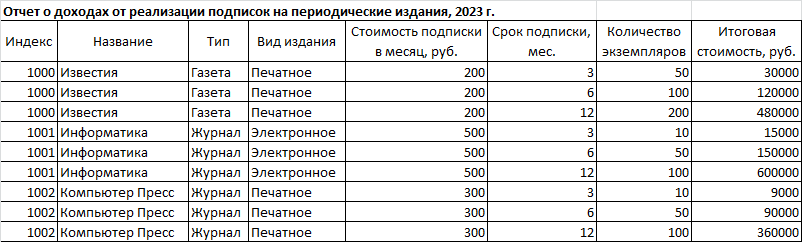 Отчет о доходах от реализации подписок на периодические издания, 2023 г.
Индекс Название Тип Вид издания Стоимость подписки в месяц, руб. Срок подписки, мес. Количество экземпляров Итоговая стоимость, руб.
1000 Известия Газета Печатное 200 3 50 30000
1000 Известия Газета Печатное 200 6 100 120000
1000 Известия Газета Печатное 200 12 200 480000
1001 Информатика Журнал Электронное 500 3 10 15000
1001 Информатика Журнал Электронное 500 6 50 150000
1001 Информатика Журнал Электронное 500 12 100 600000
1002 Компьютер Пресс Журнал Печатное 300 3 10 9000
1002 Компьютер Пресс Журнал Печатное 300 6 50 90000
1002 Компьютер Пресс Журнал Печатное 300 12 100 360000